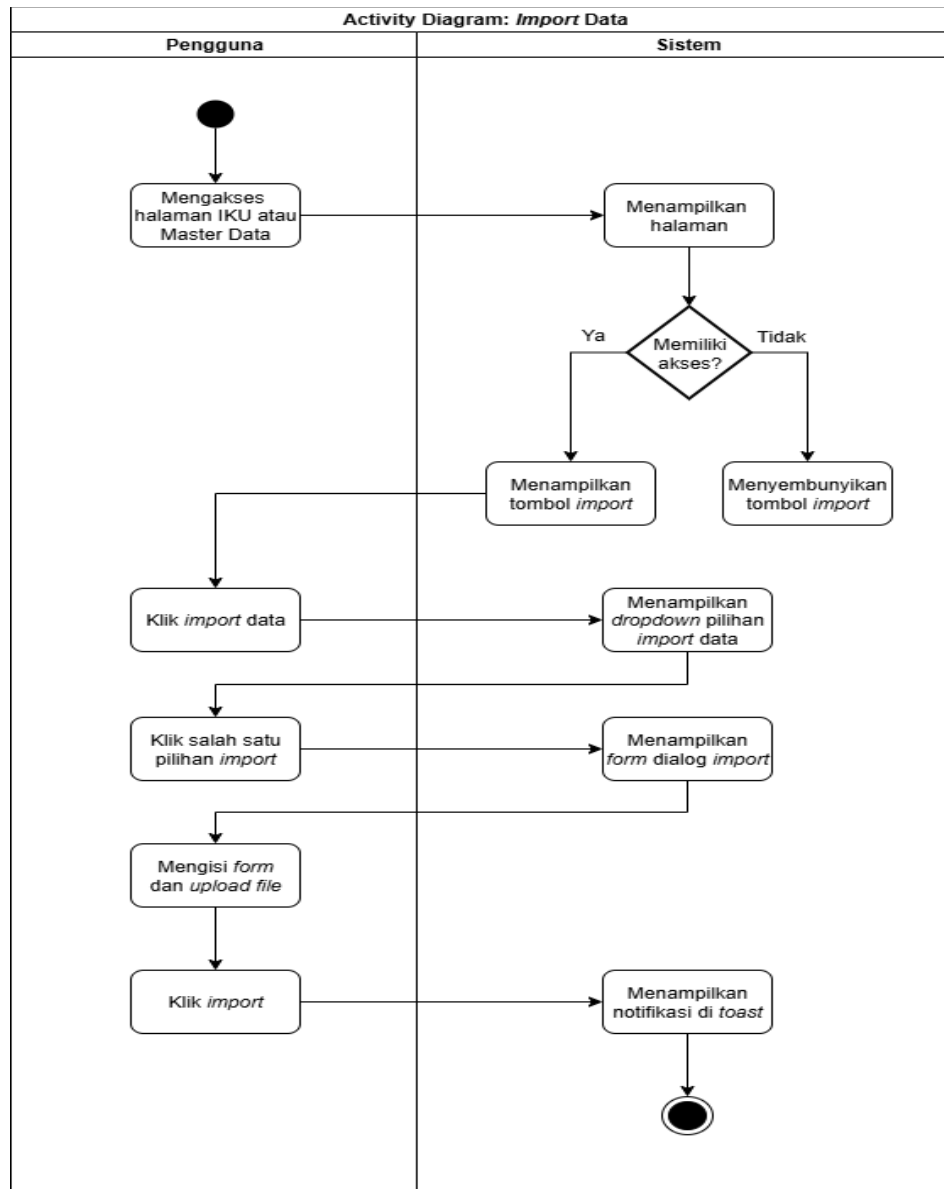 Activity Diagram: Import Data
Pengguna
Sistem
Mengakses
halaman IKU atau
Master Data
Menampilkan
halaman
Memiliki
akses?
Ya
Tidak
Menampilkan
tombol import
Menyembunyikan
tombol import
Klik import data
Menampilkan
dropdown pilihan
import data
Klik salah satu
pilihan import
Menampilkan
form dialog import
Mengisi form
dan upload file
Klik import
Menampilkan
notifikasi di toast